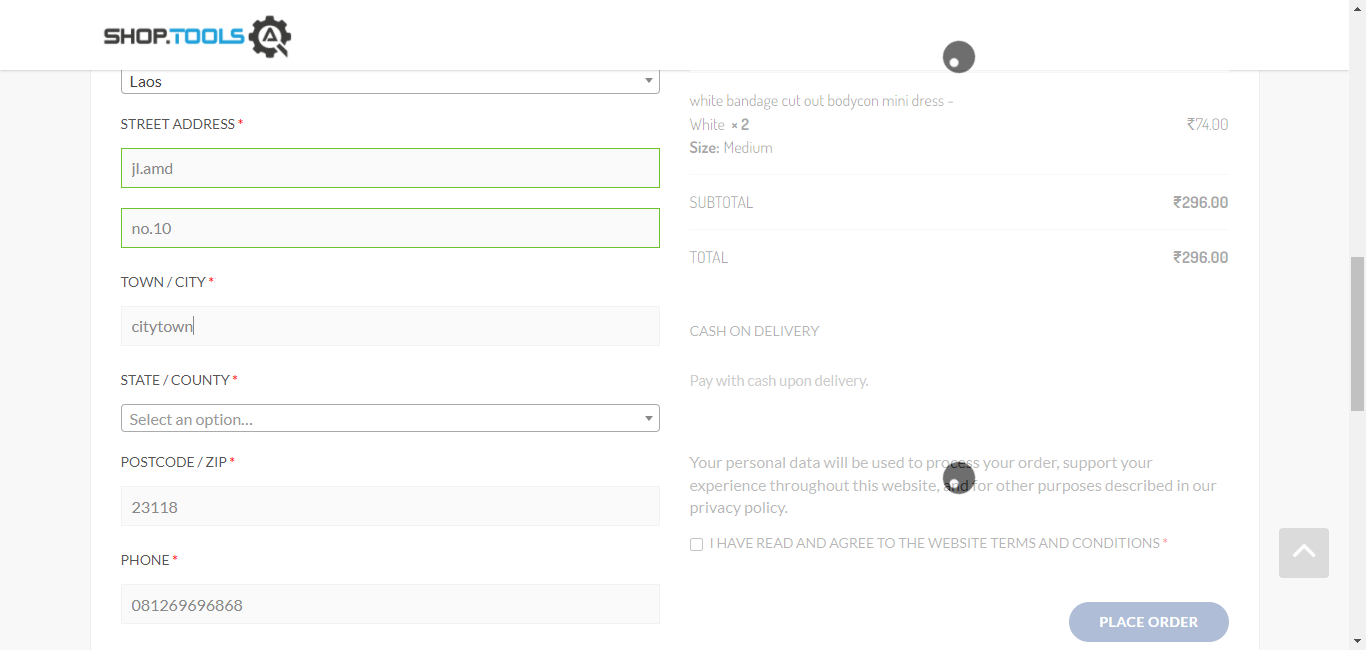 SHOP.TOOLS
Laos
STREET ADDRESS *
jl.amd
no.10
TOWN / CITY *
citytown
STATE / COUNTY *
Select an option...
POSTCODE / ZIP *
23118
PHONE *
081269696868
white bandage cut out bodycon mini dress –
White × 2 ₹74.00
Size: Medium
SUBTOTAL ₹296.00
TOTAL ₹296.00
CASH ON DELIVERY
Pay with cash upon delivery.
Your personal data will be used to process your order, support your
experience throughout this website, and for other purposes described in our
privacy policy.
I HAVE READ AND AGREE TO THE WEBSITE TERMS AND CONDITIONS *
PLACE ORDER